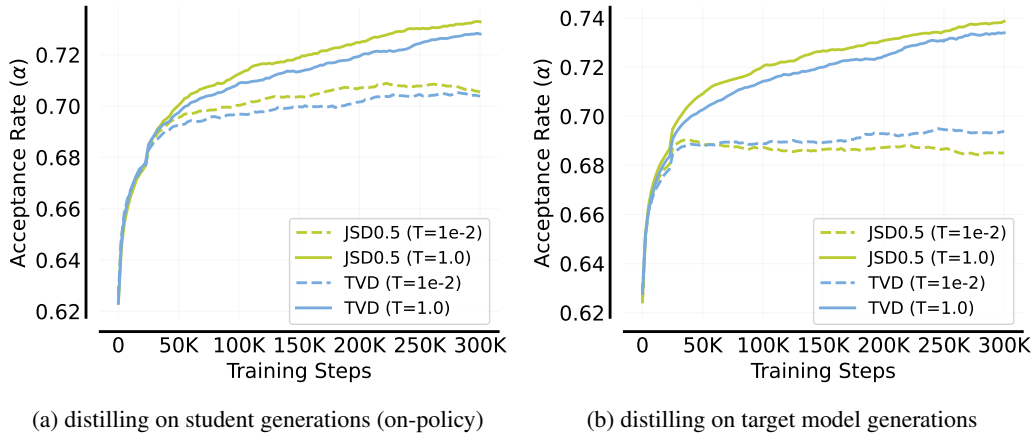 Acceptance Rate (α)
0.72
0.70
0.68
0.66
0.64
0.62
JSD0.5 (T=1e-2)
JSD0.5 (T=1.0)
TVD (T=1e-2)
TVD (T=1.0)
0 50K 100K 150K 200K 250K 300K
Training Steps
(a) distilling on student generations (on-policy)
Acceptance Rate (α)
0.74
0.72
0.70
0.68
0.66
0.64
0.62
JSD0.5 (T=1e-2)
JSD0.5 (T=1.0)
TVD (T=1e-2)
TVD (T=1.0)
0 50K 100K 150K 200K 250K 300K
Training Steps
(b) distilling on target model generations